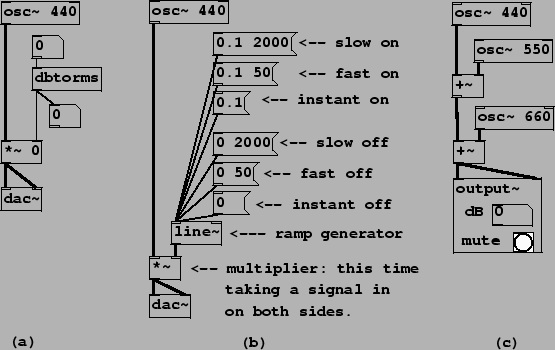 osc~ 440
0
dbtorms
0
*~ 0
dac~
(a)
osc~ 440
0.1 2000 <-- slow on
0.1 50 <-- fast on
0.1 <-- instant on
0 2000 <-- slow off
0 50 <-- fast off
0 <-- instant off
line~ <--- ramp generator
*~ <-- multiplier: this time
taking a signal in
on both sides.
dac~
(b)
osc~ 440
osc~ 550
+~
osc~ 660
+~
output~
dB 0
mute
(c)